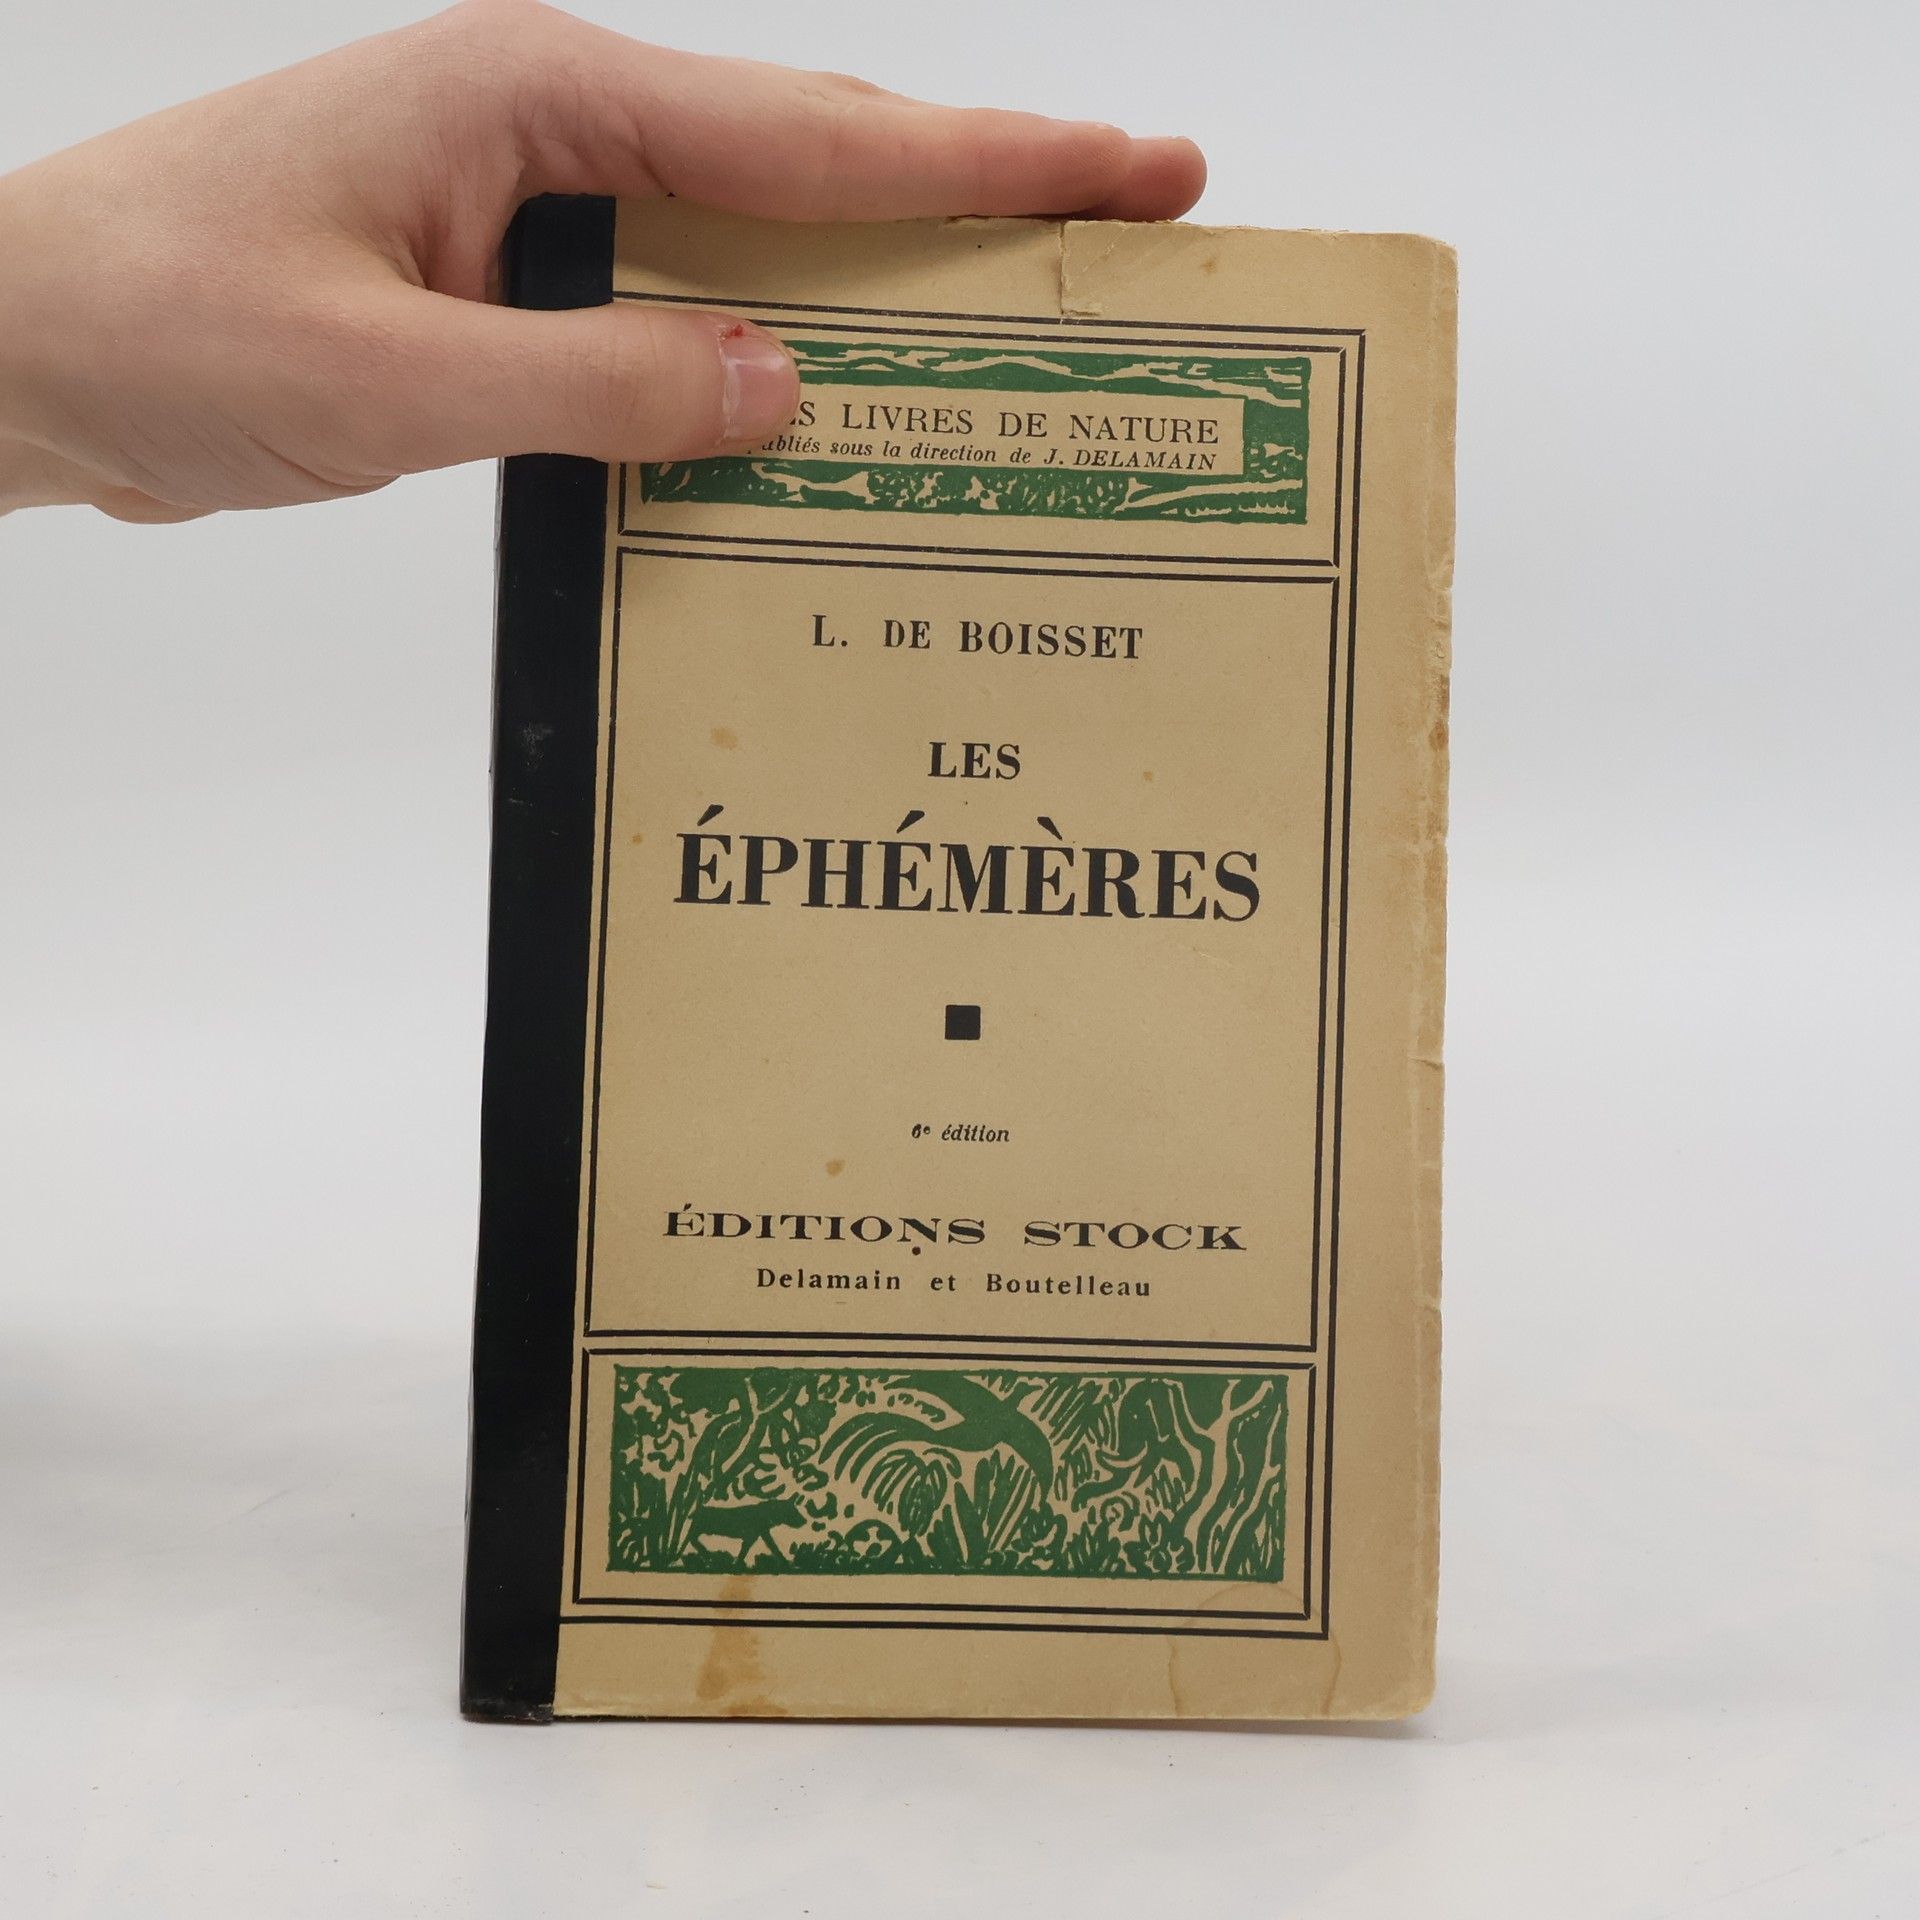 LIVRES DE NATURE
sous la direction de J. DELAMAIN
L. DE BOISSET
LES
ÉPHÉMÈRES
6e édition
ÉDITIONS STOCK
Delamain et Boutelleau